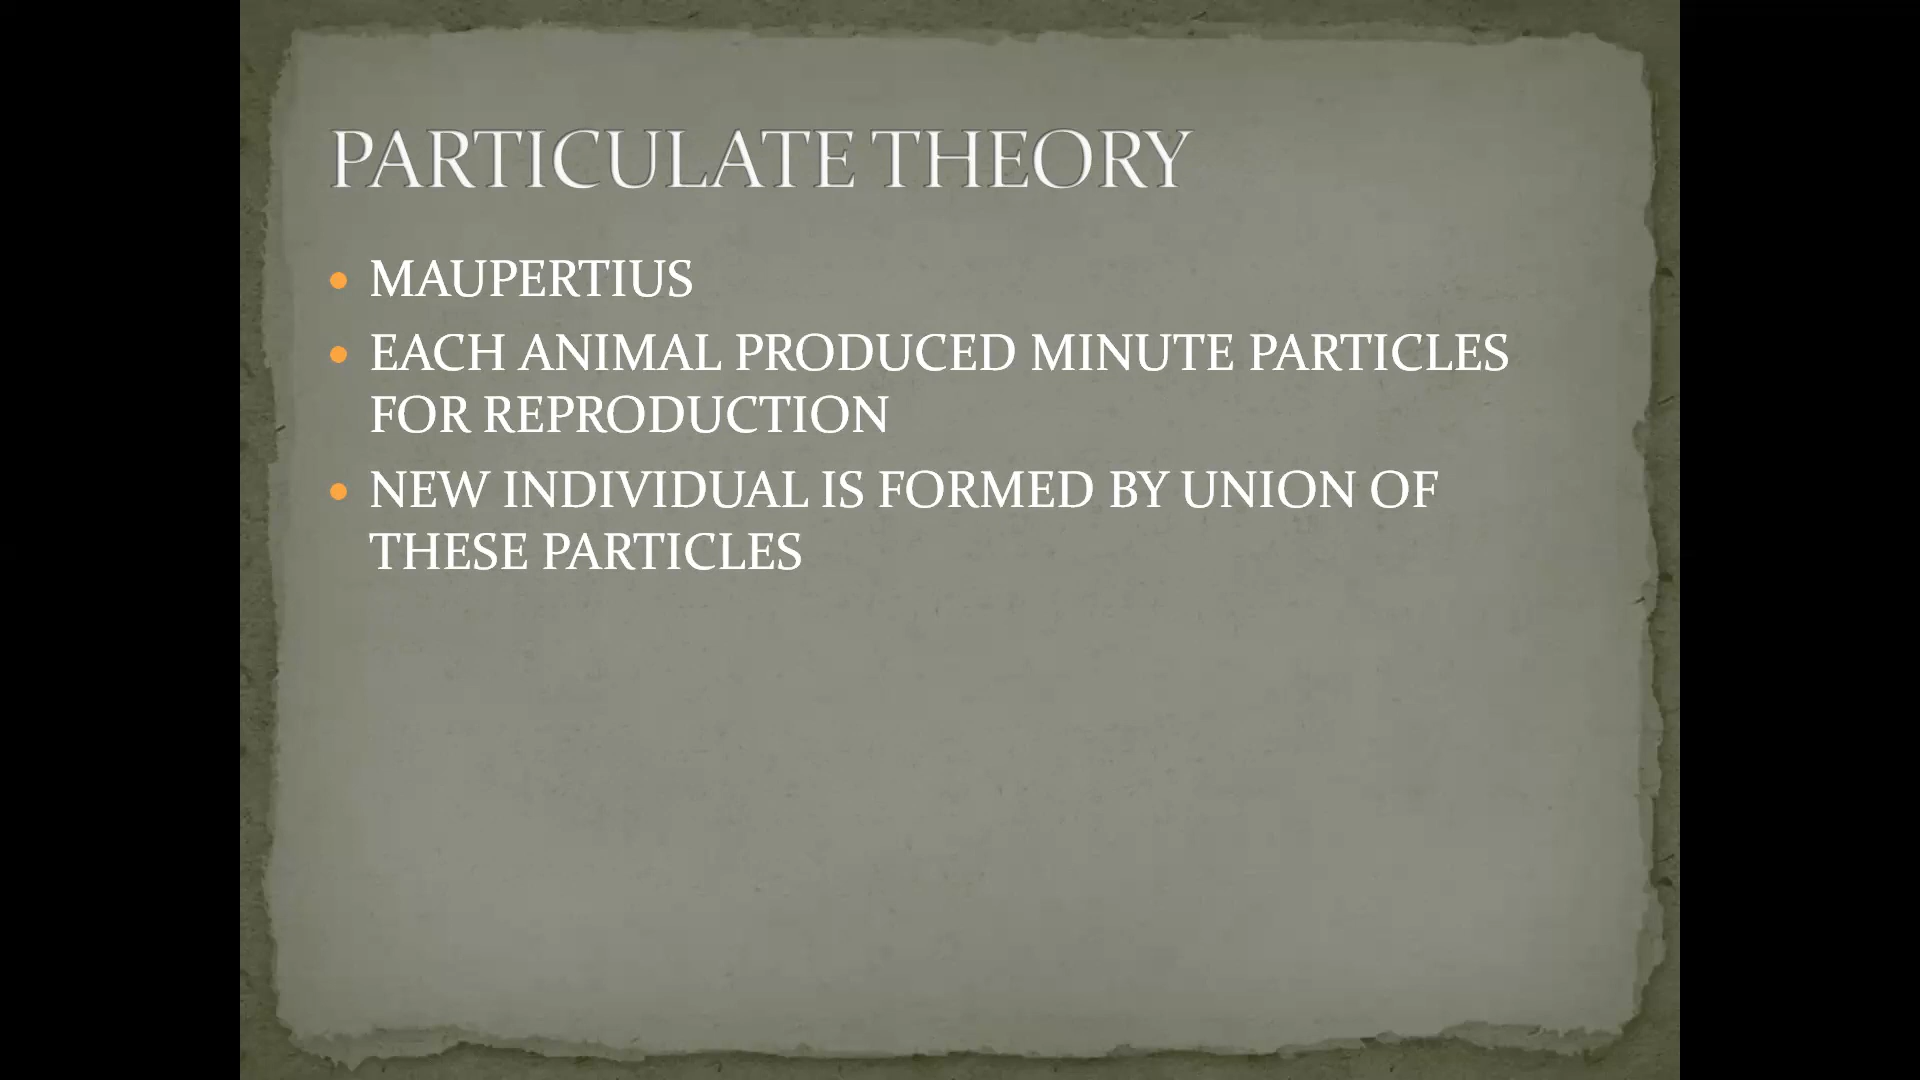 PARTICULATE THEORY
MAUPERTIUS
EACH ANIMAL PRODUCED MINUTE PARTICLES
FOR REPRODUCTION
NEW INDIVIDUAL IS FORMED BY UNION OF
THESE PARTICLES